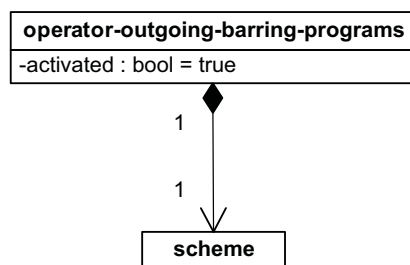 operator-outgoing-barring-programs
-activated : bool = true
1
1
scheme